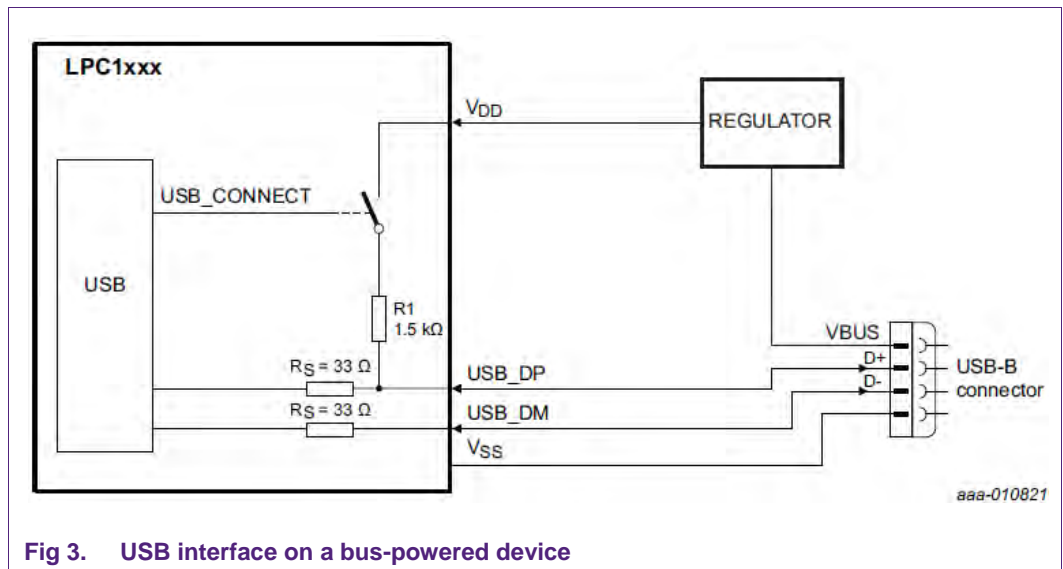 LPC1xxx
VDD
REGULATOR
USB_CONNECT
USB
R1
1.5 kΩ
VBUS
RS = 33 Ω
USB_DP
D+
USB-B
connector
RS = 33 Ω
USB_DM
D-
VSS
aaa-010821
Fig 3. USB interface on a bus-powered device